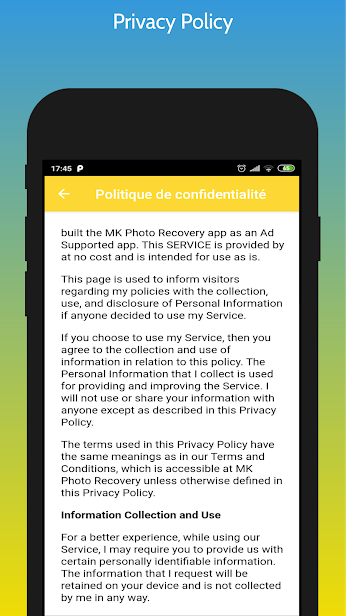 Privacy Policy
17:45 P 65
Politique de confidentialité
built the MK Photo Recovery app as an Ad
Supported app. This SERVICE is provided by
at no cost and is intended for use as is.
This page is used to inform visitors
regarding my policies with the collection,
use, and disclosure of Personal Information
if anyone decided to use my Service.
If you choose to use my Service, then you
agree to the collection and use of
information in relation to this policy. The
Personal Information that I collect is used
for providing and improving the Service. I
will not use or share your information with
anyone except as described in this Privacy
Policy.
The terms used in this Privacy Policy have
the same meanings as in our Terms and
Conditions, which is accessible at MK
Photo Recovery unless otherwise defined in
this Privacy Policy.
Information Collection and Use
For a better experience, while using our
Service, I may require you to provide us with
certain personally identifiable information.
The information that I request will be
retained on your device and is not collected
by me in any way.